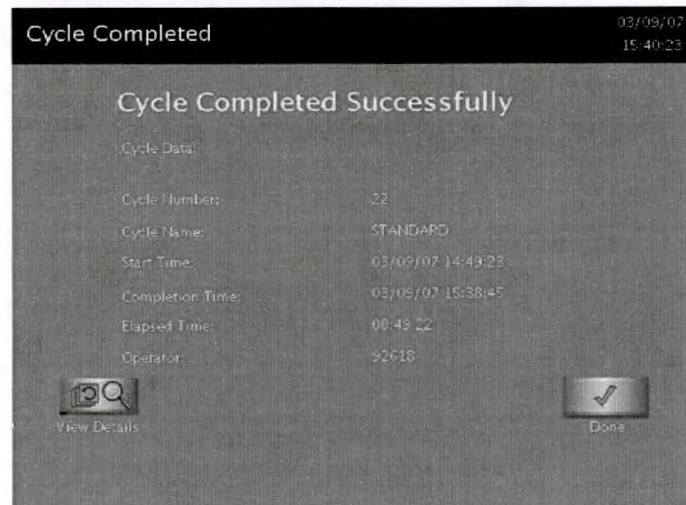 Cycle Completed
03/09/07
15:40:23
Cycle Completed Successfully
Cycle Data:
Cycle Number: 22
Cycle Name: STANDARD
Start Time: 03/09/07 14:49:23
Completion Time: 03/09/07 15:38:45
Elapsed Time: 00:49:22
Operator: 92618
View Details
Done